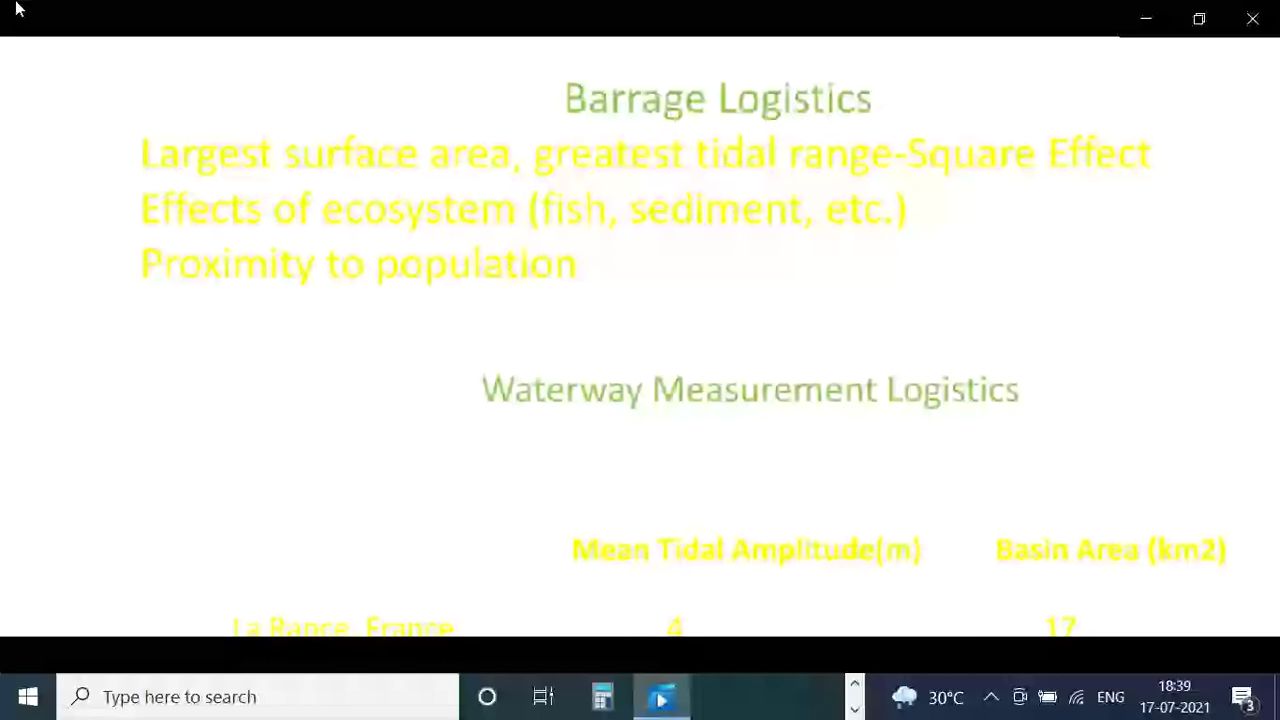 Barrage Logistics
Largest surface area, greatest tidal range-Square Effect
Effects of ecosystem (fish, sediment, etc.)
Proximity to population
Waterway Measurement Logistics
Mean Tidal Amplitude(m) Basin Area (km2)
La Rance, France 4 17
Type here to search
30°C
ENG
18:39
17-07-2021
3